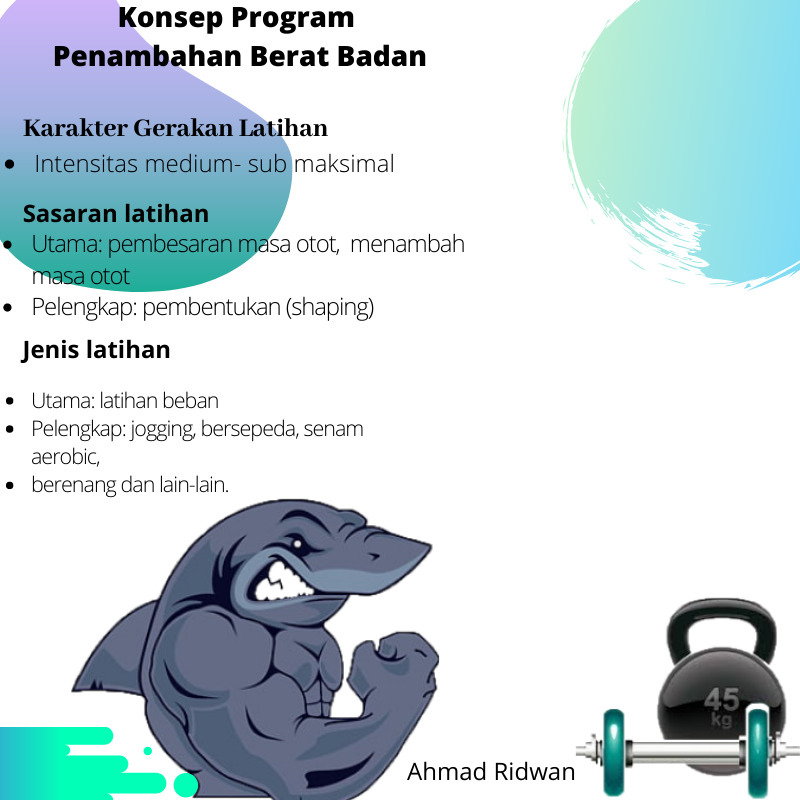 Konsep Program
Penambahan Berat Badan
Karakter Gerakan Latihan
• Intensitas medium- sub maksimal
Sasaran latihan
• Utama: pembesaran masa otot, menambah
masa otot
• Pelengkap: pembentukan (shaping)
Jenis latihan
• Utama: latihan beban
• Pelengkap: jogging, bersepeda, senam
aerobic,
• berenang dan lain-lain.
45
kg
Ahmad Ridwan